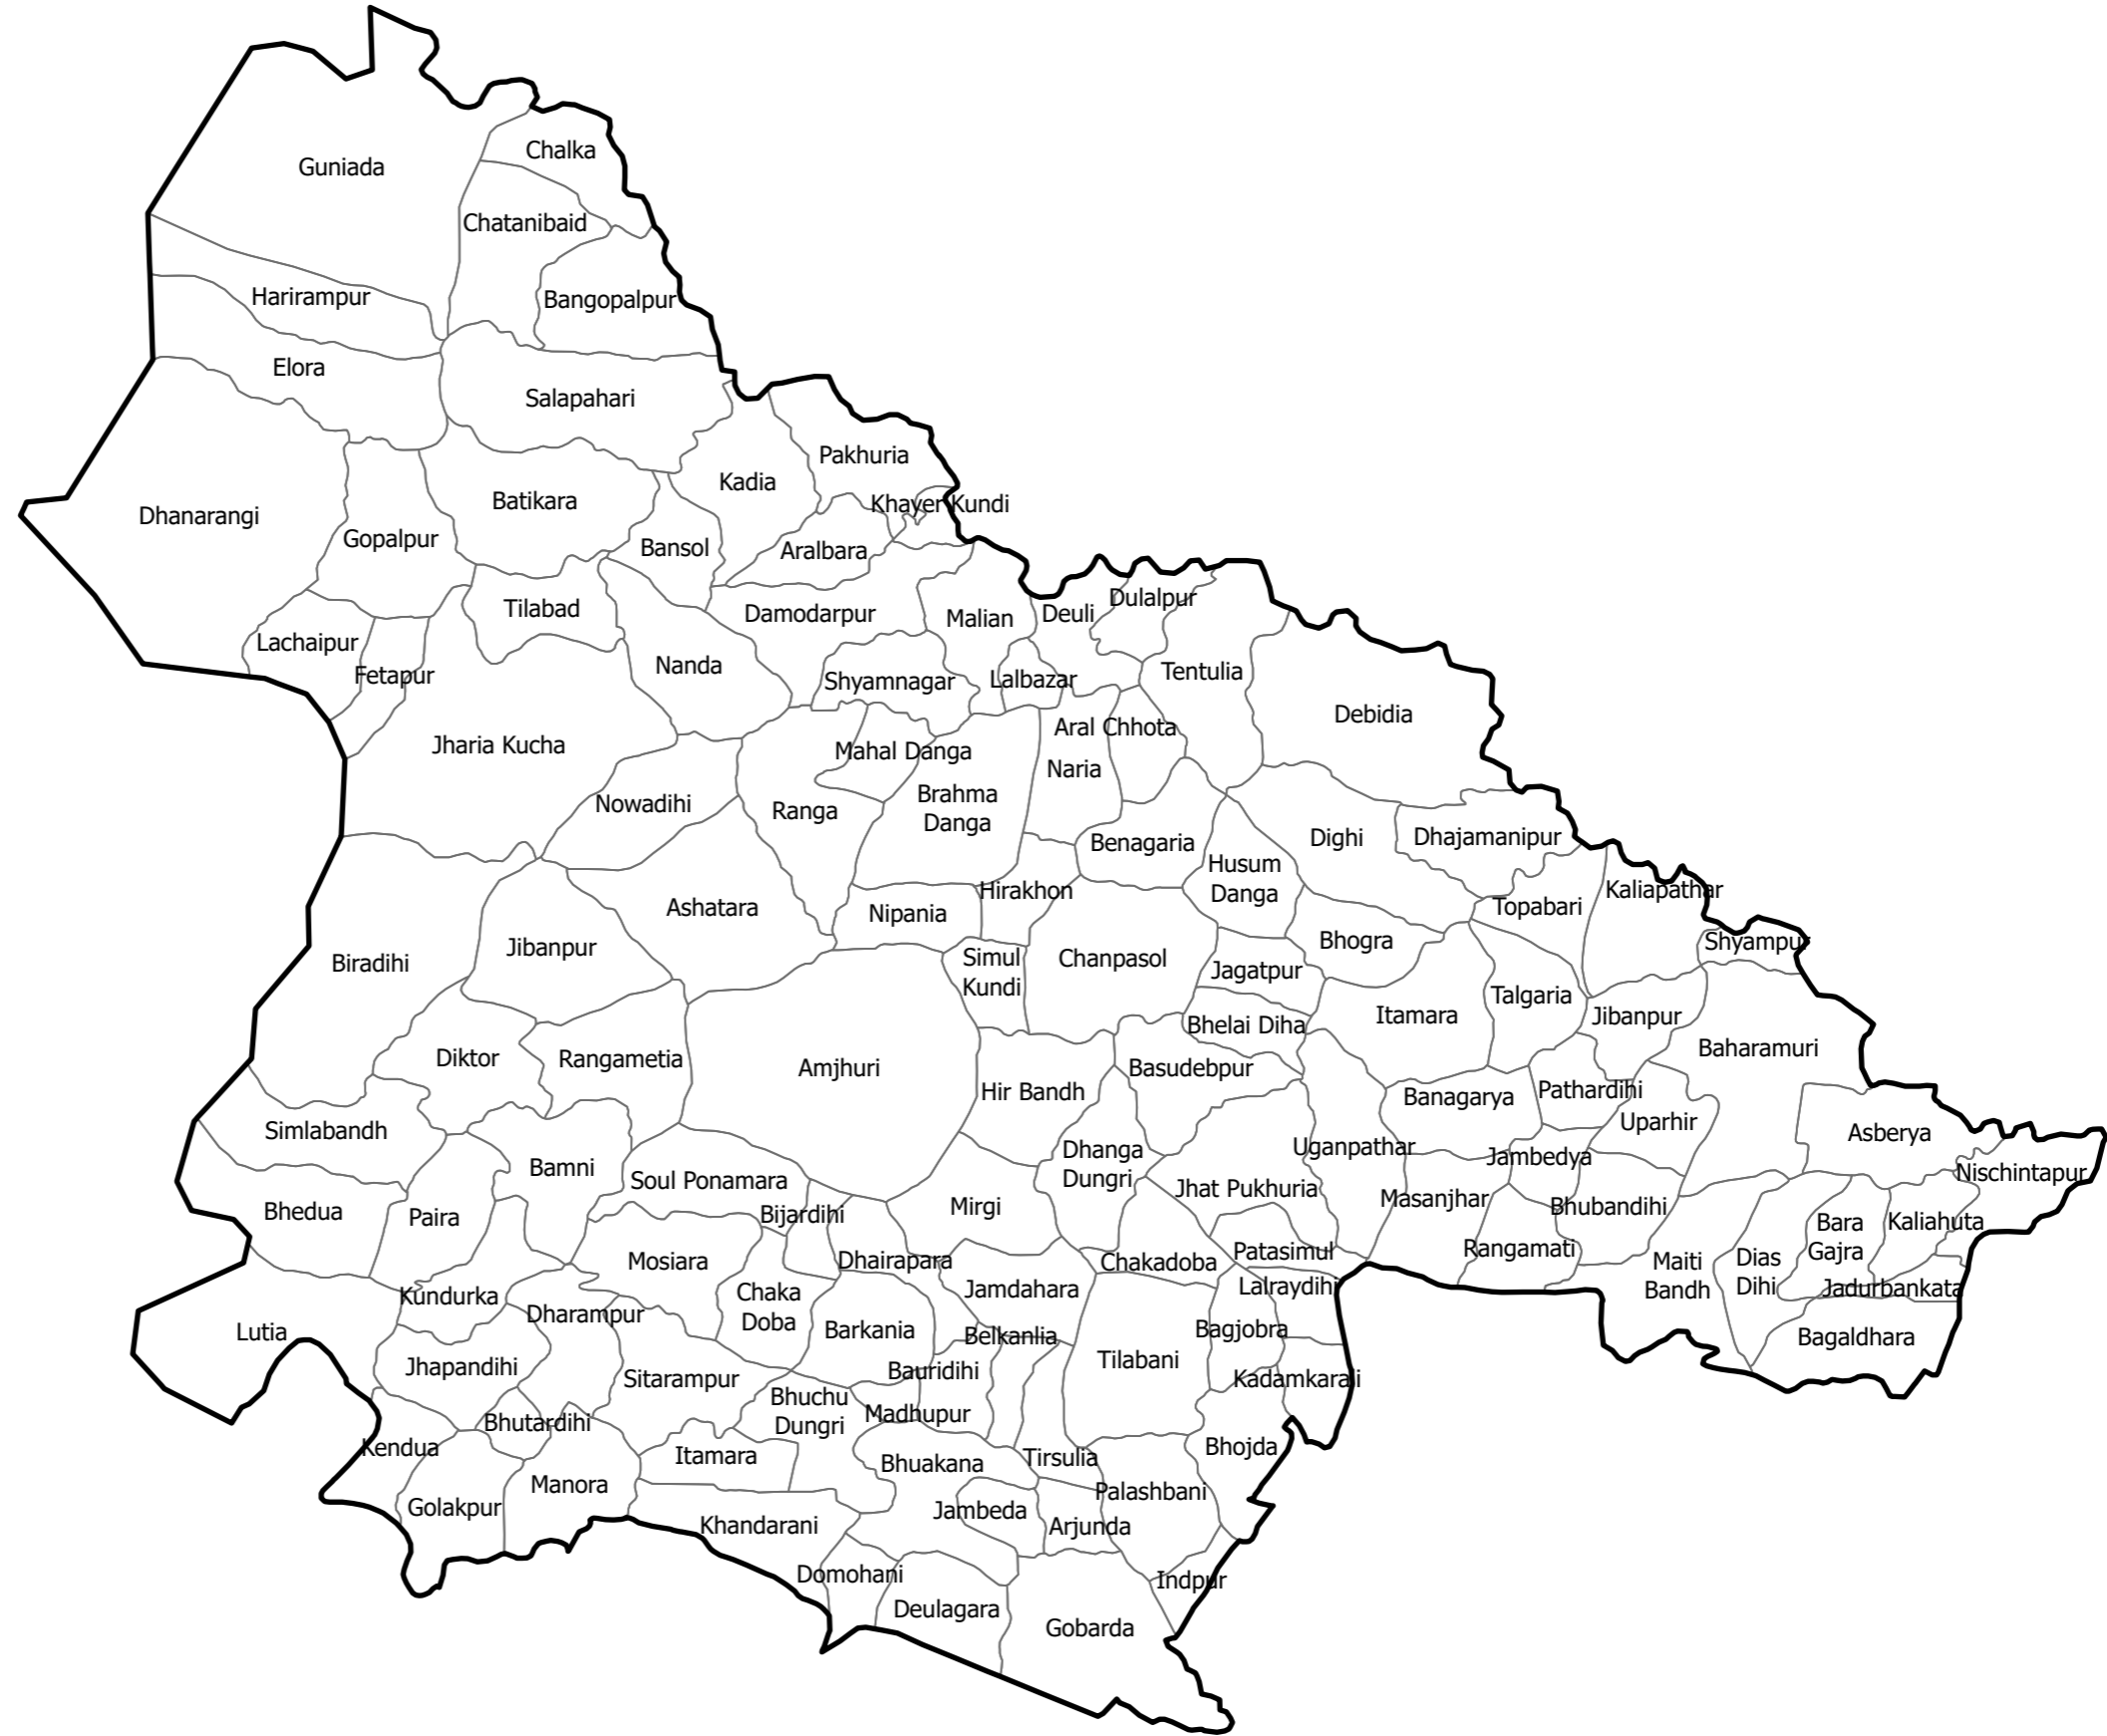 Guniada
Chalka
Chatanibaid
Harirampur
Bangopalpur
Elora
Salapahari
Pakhuria
Kadia
Batikara
Khayer Kundi
Dhanarangi
Gopalpur
Bansol
Aralbara
Tilabad
Damodarpur
Malian
Deuli
Dulalpur
Lachaipur
Fetapur
Nanda
Shyamnagar
Lalbazar
Tentulia
Debidia
Jharia Kucha
Mahal Danga
Aral Chhota
Naria
Nowadihi
Ranga
Brahma
Danga
Benagaria
Dighi
Dhajamanipur
Husum
Danga
Hirakhon
Kaliapathar
Topabari
Ashatara
Nipania
Bhogra
Shyampur
Jibanpur
Biradihi
Simul
Kundi
Chanpasol
Jagatpur
Talgaria
Itamara
Jibanpur
Bhelai Diha
Baharamuri
Diktor
Rangametia
Amjhuri
Basudebpur
Hir Bandh
Banagarya
Pathardihi
Uparhir
Simlabandh
Asberya
Uganpathar
Dhanga
Dungri
Jambedya
Bamni
Nischintapur
Soul Ponamara
Jhat Pukhuria
Masanjhar
Bhedua
Paira
Bijardihi
Mirgi
Bhubandihi
Bara
Gajra
Kaliahuta
Mosiara
Dhairapara
Chakadoba
Patasimul
Rangamati
Maiti
Bandh
Dias
Dihi
Kundurka
Chaka
Doba
Jamdahara
Lalraydihi
Jadurbankata
Dharampur
Lutia
Barkania
Belkanlia
Bagjobra
Bagaldhara
Jhapandihi
Sitarampur
Bauridihi
Tilabani
Kadamkarali
Bhuchu
Dungri
Madhupur
Bhutardihi
Kendua
Itamara
Bhuakana
Tirsulia
Bhojda
Manora
Palashbani
Golakpur
Khandarani
Jambeda
Arjunda
Domohani
Indpur
Deulagara
Gobarda